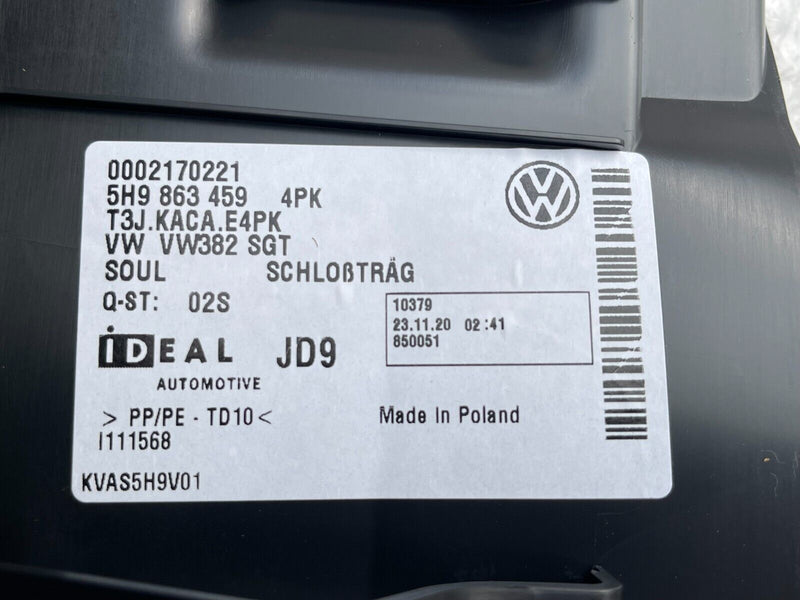 0002170221
5H9 863 459 4PK
T3J.KACA.E4PK
VW VW382 SGT
SOUL SCHLOßTRÄG
Q-ST: 02S
10379
23.11.20 02:41
850051
iDEAL JD9
AUTOMOTIVE
> PP/PE - TD10 < Made In Poland
I111568
KVAS5H9V01